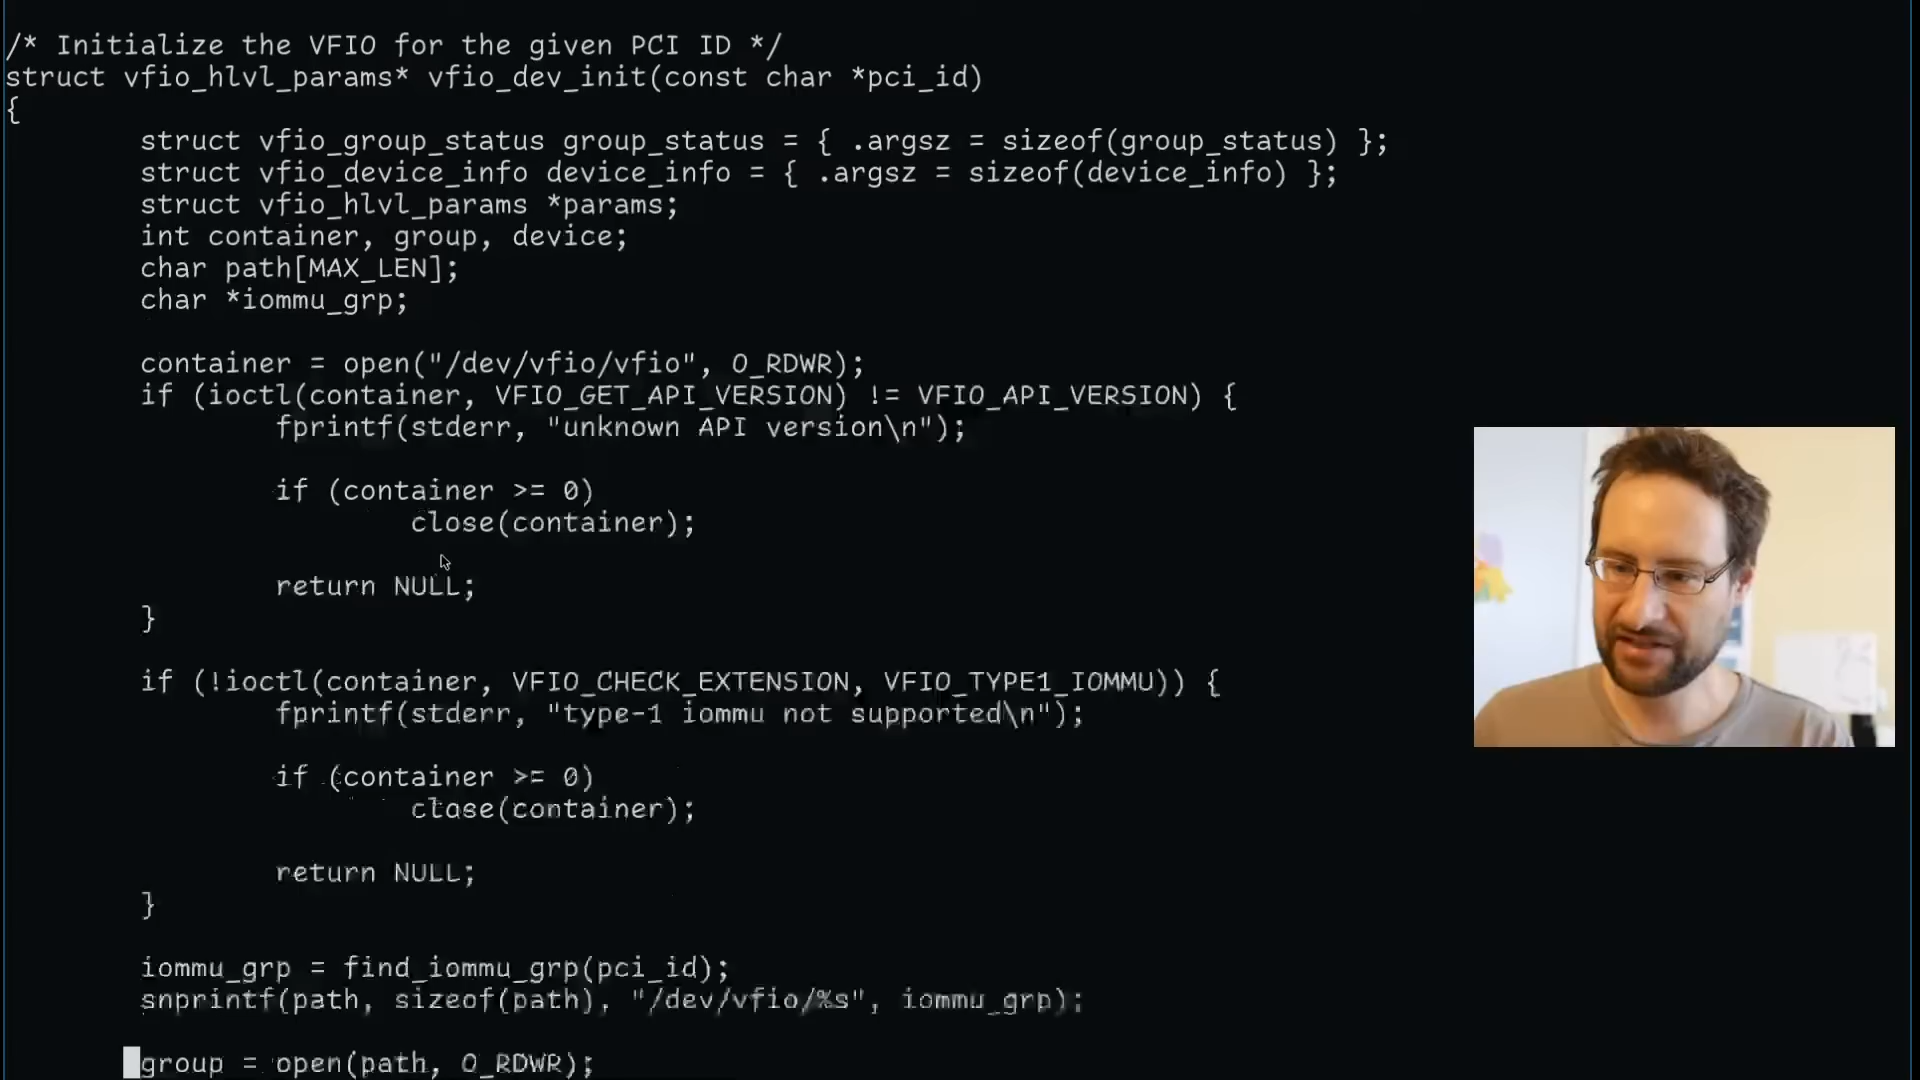 /* Initialize the VFIO for the given PCI ID */
struct vfio_hlvl_params* vfio_dev_init(const char *pci_id)
{
        struct vfio_group_status group_status = { .argsz = sizeof(group_status) };
        struct vfio_device_info device_info = { .argsz = sizeof(device_info) };
        struct vfio_hlvl_params *params;
        int container, group, device;
        char path[MAX_LEN];
        char *iommu_grp;

        container = open("/dev/vfio/vfio", O_RDWR);
        if (ioctl(container, VFIO_GET_API_VERSION) != VFIO_API_VERSION) {
                fprintf(stderr, "unknown API version\n");

                if (container >= 0)
                        close(container);

                return NULL;
        }

        if (!ioctl(container, VFIO_CHECK_EXTENSION, VFIO_TYPE1_IOMMU)) {
                fprintf(stderr, "type-1 iommu not supported\n");

                if (container >= 0)
                        close(container);

                return NULL;
        }

        iommu_grp = find_iommu_grp(pci_id);
        snprintf(path, sizeof(path), "/dev/vfio/%s", iommu_grp);

        group = open(path, O_RDWR);